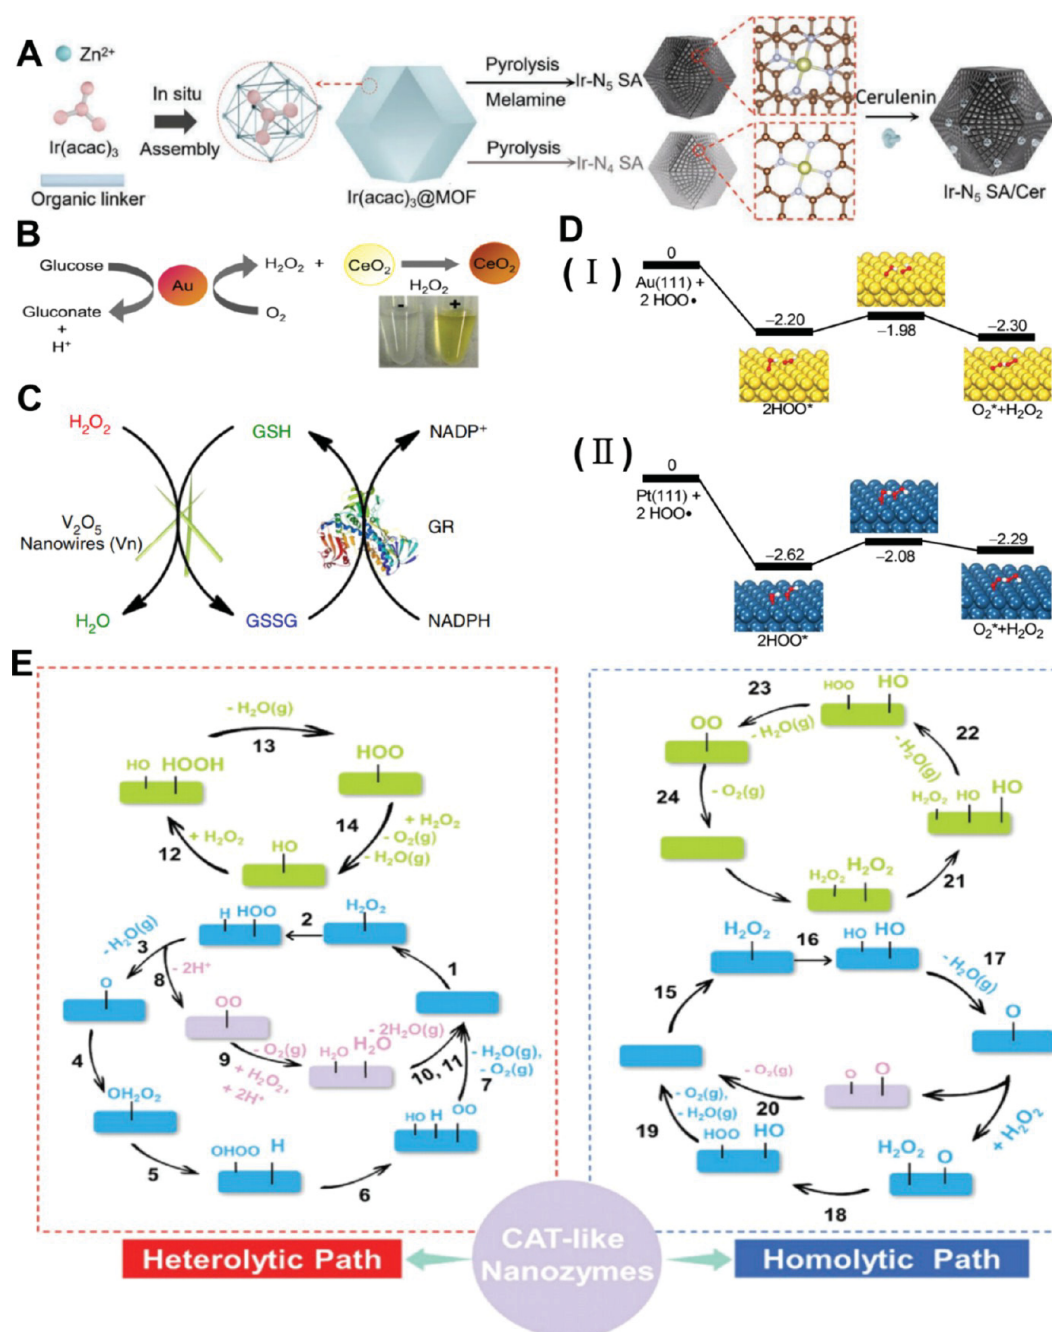 A
Zn²⁺
Ir(acac)₃
Organic linker
In situ
Assembly
Ir(acac)₃@MOF
Pyrolysis
Melamine
Ir-N₅ SA
Pyrolysis
Ir-N₄ SA
Cerulenin
Ir-N₅ SA/Cer
B
Glucose
Au
H₂O₂ +
CeO₂
H₂O₂
CeO₂
Gluconate
+
H⁺
O₂
-
+
C
H₂O₂
GSH
NADP⁺
V₂O₅
Nanowires (Vn)
GR
H₂O
GSSG
NADPH
D
(I)
0
Au(111) +
2 HOO•
−2.20
−1.98
−2.30
2HOO*
O₂*+H₂O₂
(II)
0
Pt(111) +
2 HOO•
−2.62
−2.08
−2.29
2HOO*
O₂*+H₂O₂
E
- H₂O(g)
13
HO HOOH
HOO
12
+ H₂O₂
14
+ H₂O₂
- O₂(g)
- H₂O(g)
HO
H HOO
2
H₂O₂
- H₂O(g)
3
8
- 2H⁺
1
O
OO
4
- O₂(g)
9
+ H₂O₂,
+ 2H⁺
H₂O H₂O
- 2H₂O(g)
10, 11
- H₂O(g),
- O₂(g)
7
OH₂O₂
HO H OO
5
OHOO H
6
23
HOO HO
OO
- H₂O(g)
22
- H₂O(g)
24
- O₂(g)
H₂O₂ HO HO
H₂O₂ H₂O₂
21
H₂O₂
16
HO HO
17
- H₂O(g)
15
O
- O₂(g)
20
O O
- O₂(g),
- H₂O(g)
19
+ H₂O₂
HOO HO
H₂O₂ O
18
Heterolytic Path
CAT-like
Nanozymes
Homolytic Path